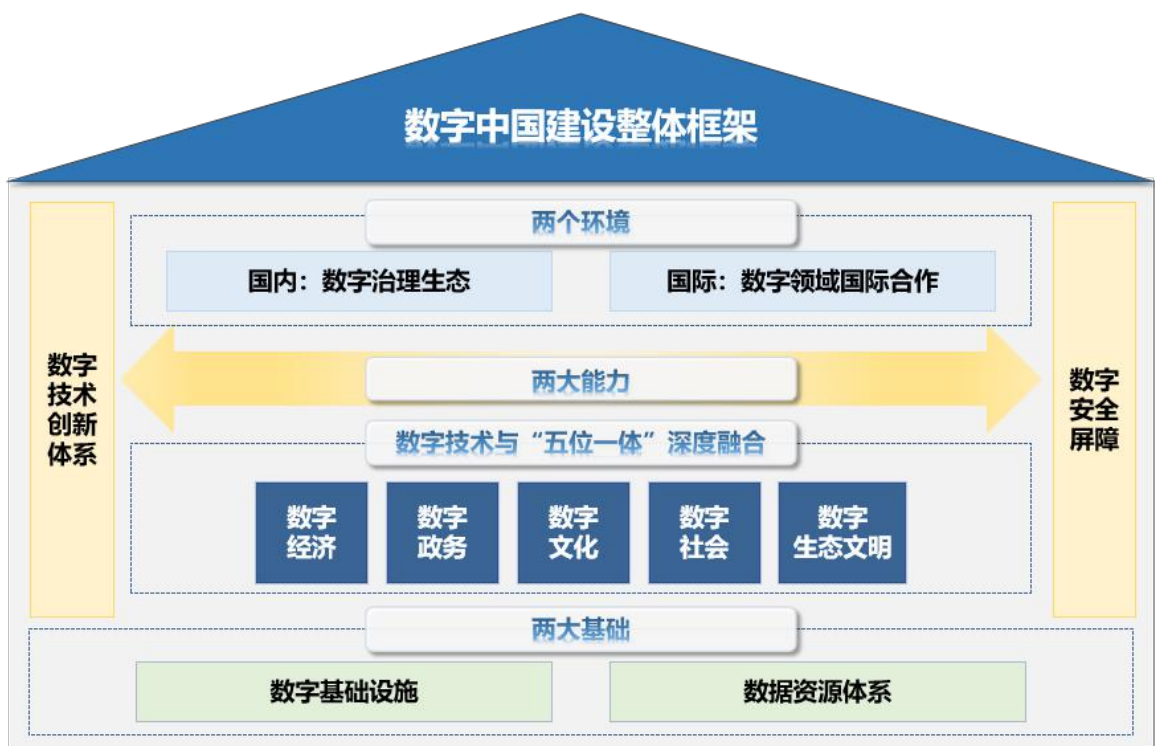 数字中国建设整体框架
两个环境
国内：数字治理生态
国际：数字领域国际合作
数字
技术
创新
体系
两大能力
数字
安全
屏障
数字技术与“五位一体”深度融合
数字
经济
数字
政务
数字
文化
数字
社会
数字
生态文明
两大基础
数字基础设施
数据资源体系